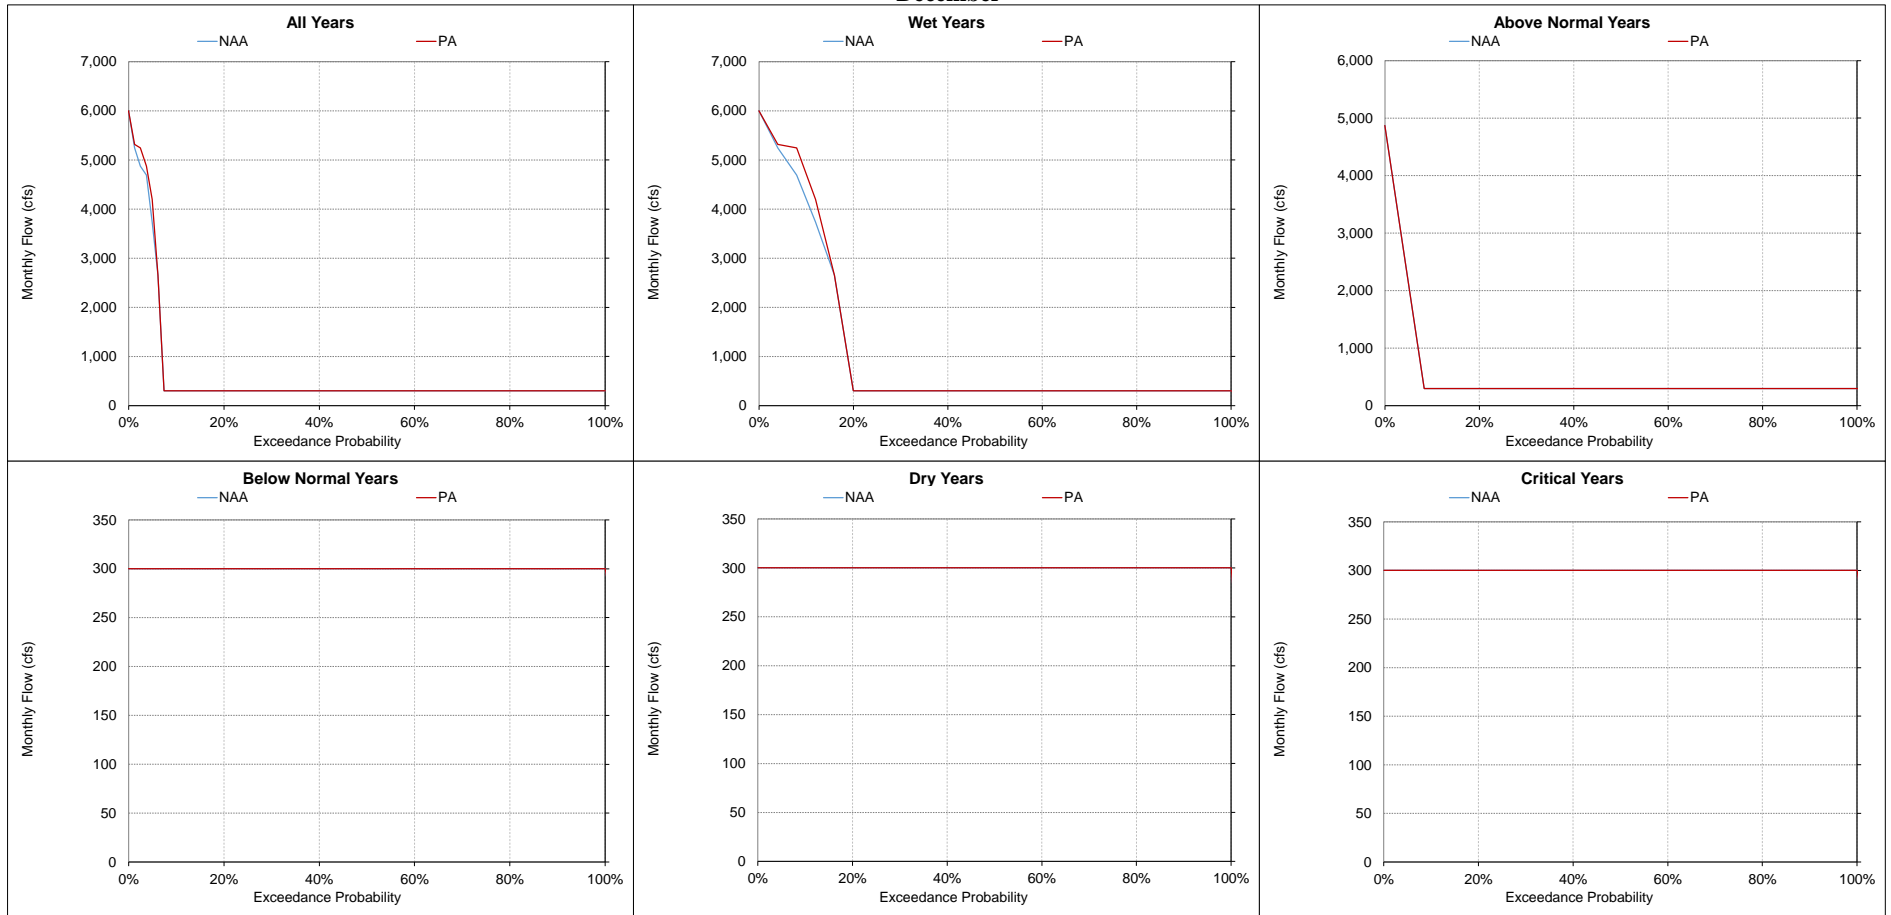 December
All Years
NAA PA
7,000
6,000
5,000
4,000
3,000
2,000
1,000
0
Monthly Flow (cfs)
0% 20% 40% 60% 80% 100%
Exceedance Probability
Wet Years
NAA PA
7,000
6,000
5,000
4,000
3,000
2,000
1,000
0
Monthly Flow (cfs)
0% 20% 40% 60% 80% 100%
Exceedance Probability
Above Normal Years
NAA PA
6,000
5,000
4,000
3,000
2,000
1,000
0
Monthly Flow (cfs)
0% 20% 40% 60% 80% 100%
Exceedance Probability
Below Normal Years
NAA PA
350
300
250
200
150
100
50
0
Monthly Flow (cfs)
0% 20% 40% 60% 80% 100%
Exceedance Probability
Dry Years
NAA PA
350
300
250
200
150
100
50
0
Monthly Flow (cfs)
0% 20% 40% 60% 80% 100%
Exceedance Probability
Critical Years
NAA PA
350
300
250
200
150
100
50
0
Monthly Flow (cfs)
0% 20% 40% 60% 80% 100%
Exceedance Probability